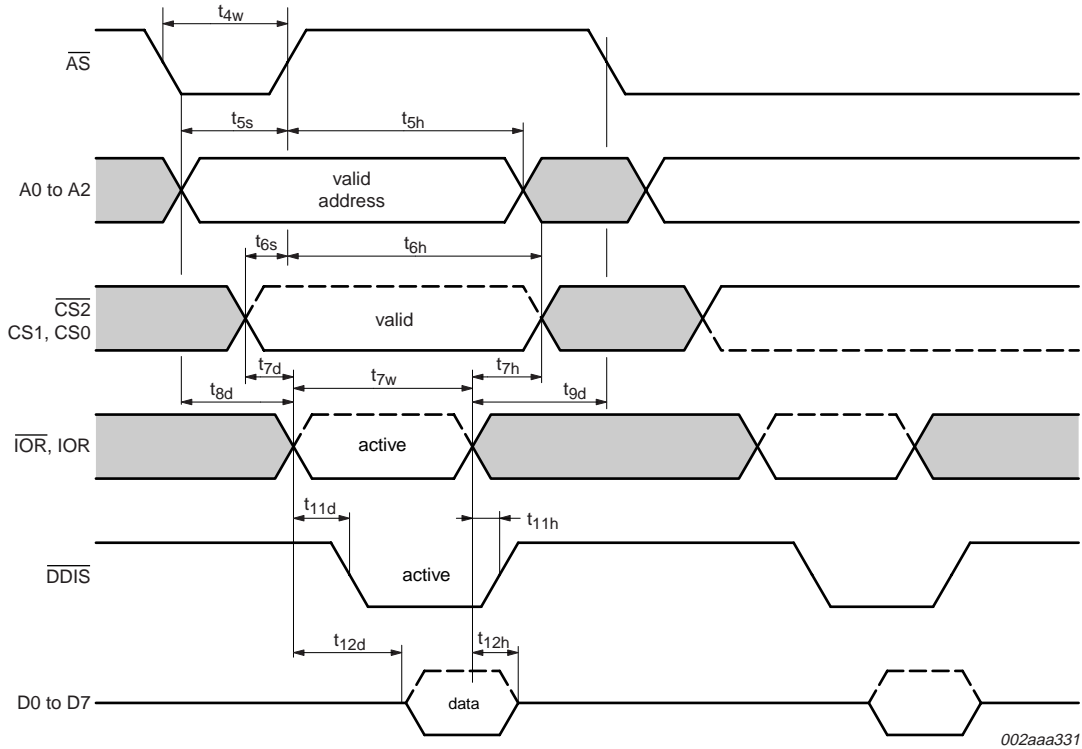 t4w
AS
t5s
t5h
A0 to A2
valid
address
t6s
t6h
CS2
CS1, CS0
valid
t7d
t7w
t7h
t8d
t9d
IOR, IOR
active
t11d
t11h
DDIS
active
t12d
t12h
D0 to D7
data
002aaa331